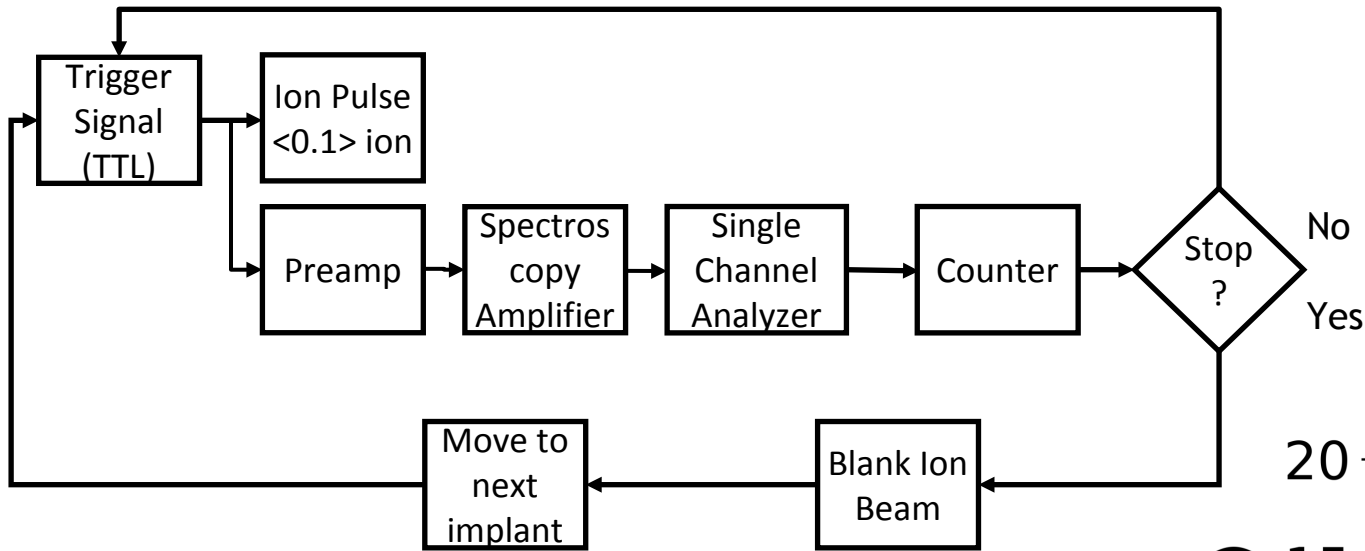 Trigger
Signal
(TTL)
Ion Pulse
<0.1> ion
Preamp
Spectros
copy
Amplifier
Single
Channel
Analyzer
Counter
Stop
?
No
Yes
Move to
next
implant
Blank Ion
Beam
20